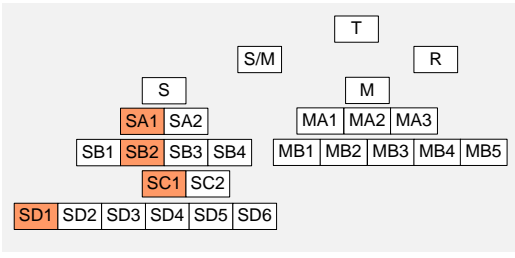 T
S/M R
S M
SA1 SA2 MA1 MA2 MA3
SB1 SB2 SB3 SB4 MB1 MB2 MB3 MB4 MB5
SC1 SC2
SD1 SD2 SD3 SD4 SD5 SD6